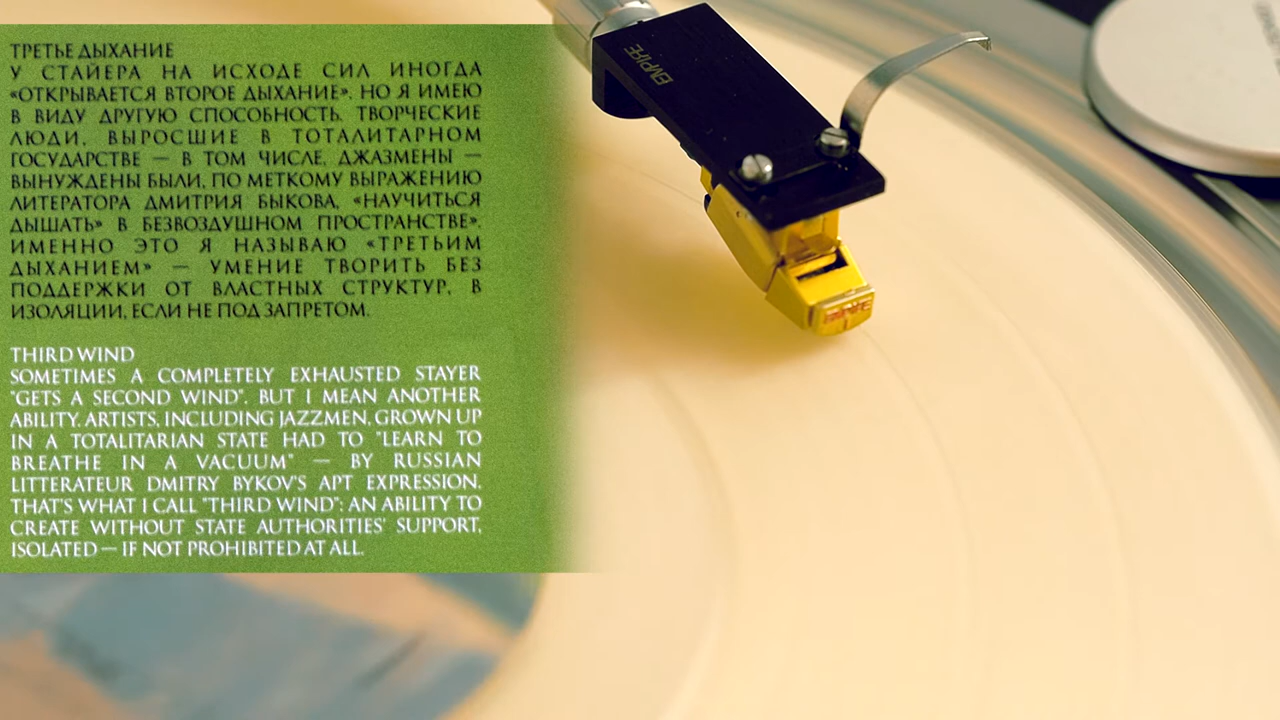 ТРЕТЬЕ ДЫХАНИЕ
У СТАЙЕРА НА ИСХОДЕ СИЛ ИНОГДА
«ОТКРЫВАЕТСЯ ВТОРОЕ ДЫХАНИЕ». НО Я ИМЕЮ
В ВИДУ ДРУГУЮ СПОСОБНОСТЬ. ТВОРЧЕСКИЕ
ЛЮДИ, ВЫРОСШИЕ В ТОТАЛИТАРНОМ
ГОСУДАРСТВЕ — В ТОМ ЧИСЛЕ, ДЖАЗМЕНЫ —
ВЫНУЖДЕНЫ БЫЛИ, ПО МЕТКОМУ ВЫРАЖЕНИЮ
ЛИТЕРАТОРА ДМИТРИЯ БЫКОВА, «НАУЧИТЬСЯ
ДЫШАТЬ» В БЕЗВОЗДУШНОМ ПРОСТРАНСТВЕ».
ИМЕННО ЭТО Я НАЗЫВАЮ «ТРЕТЬИМ
ДЫХАНИЕМ» — УМЕНИЕ ТВОРИТЬ БЕЗ
ПОДДЕРЖКИ ОТ ВЛАСТНЫХ СТРУКТУР, В
ИЗОЛЯЦИИ, ЕСЛИ НЕ ПОД ЗАПРЕТОМ.
THIRD WIND
SOMETIMES A COMPLETELY EXHAUSTED STAYER
"GETS A SECOND WIND". BUT I MEAN ANOTHER
ABILITY. ARTISTS, INCLUDING JAZZMEN, GROWN UP
IN A TOTALITARIAN STATE HAD TO "LEARN TO
BREATHE IN A VACUUM" — BY RUSSIAN
LITTERATEUR DMITRY BYKOV'S APT EXPRESSION.
THAT'S WHAT I CALL "THIRD WIND": AN ABILITY TO
CREATE WITHOUT STATE AUTHORITIES' SUPPORT,
ISOLATED — IF NOT PROHIBITED AT ALL.
EMPIRE
EMPIRE